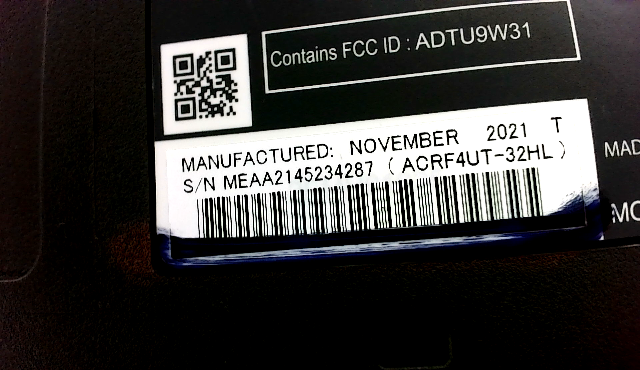 Contains FCC ID : ADTU9W31
MANUFACTURED: NOVEMBER 2021 T
S/N MEAA2145234287 ( ACRF4UT-32HL )